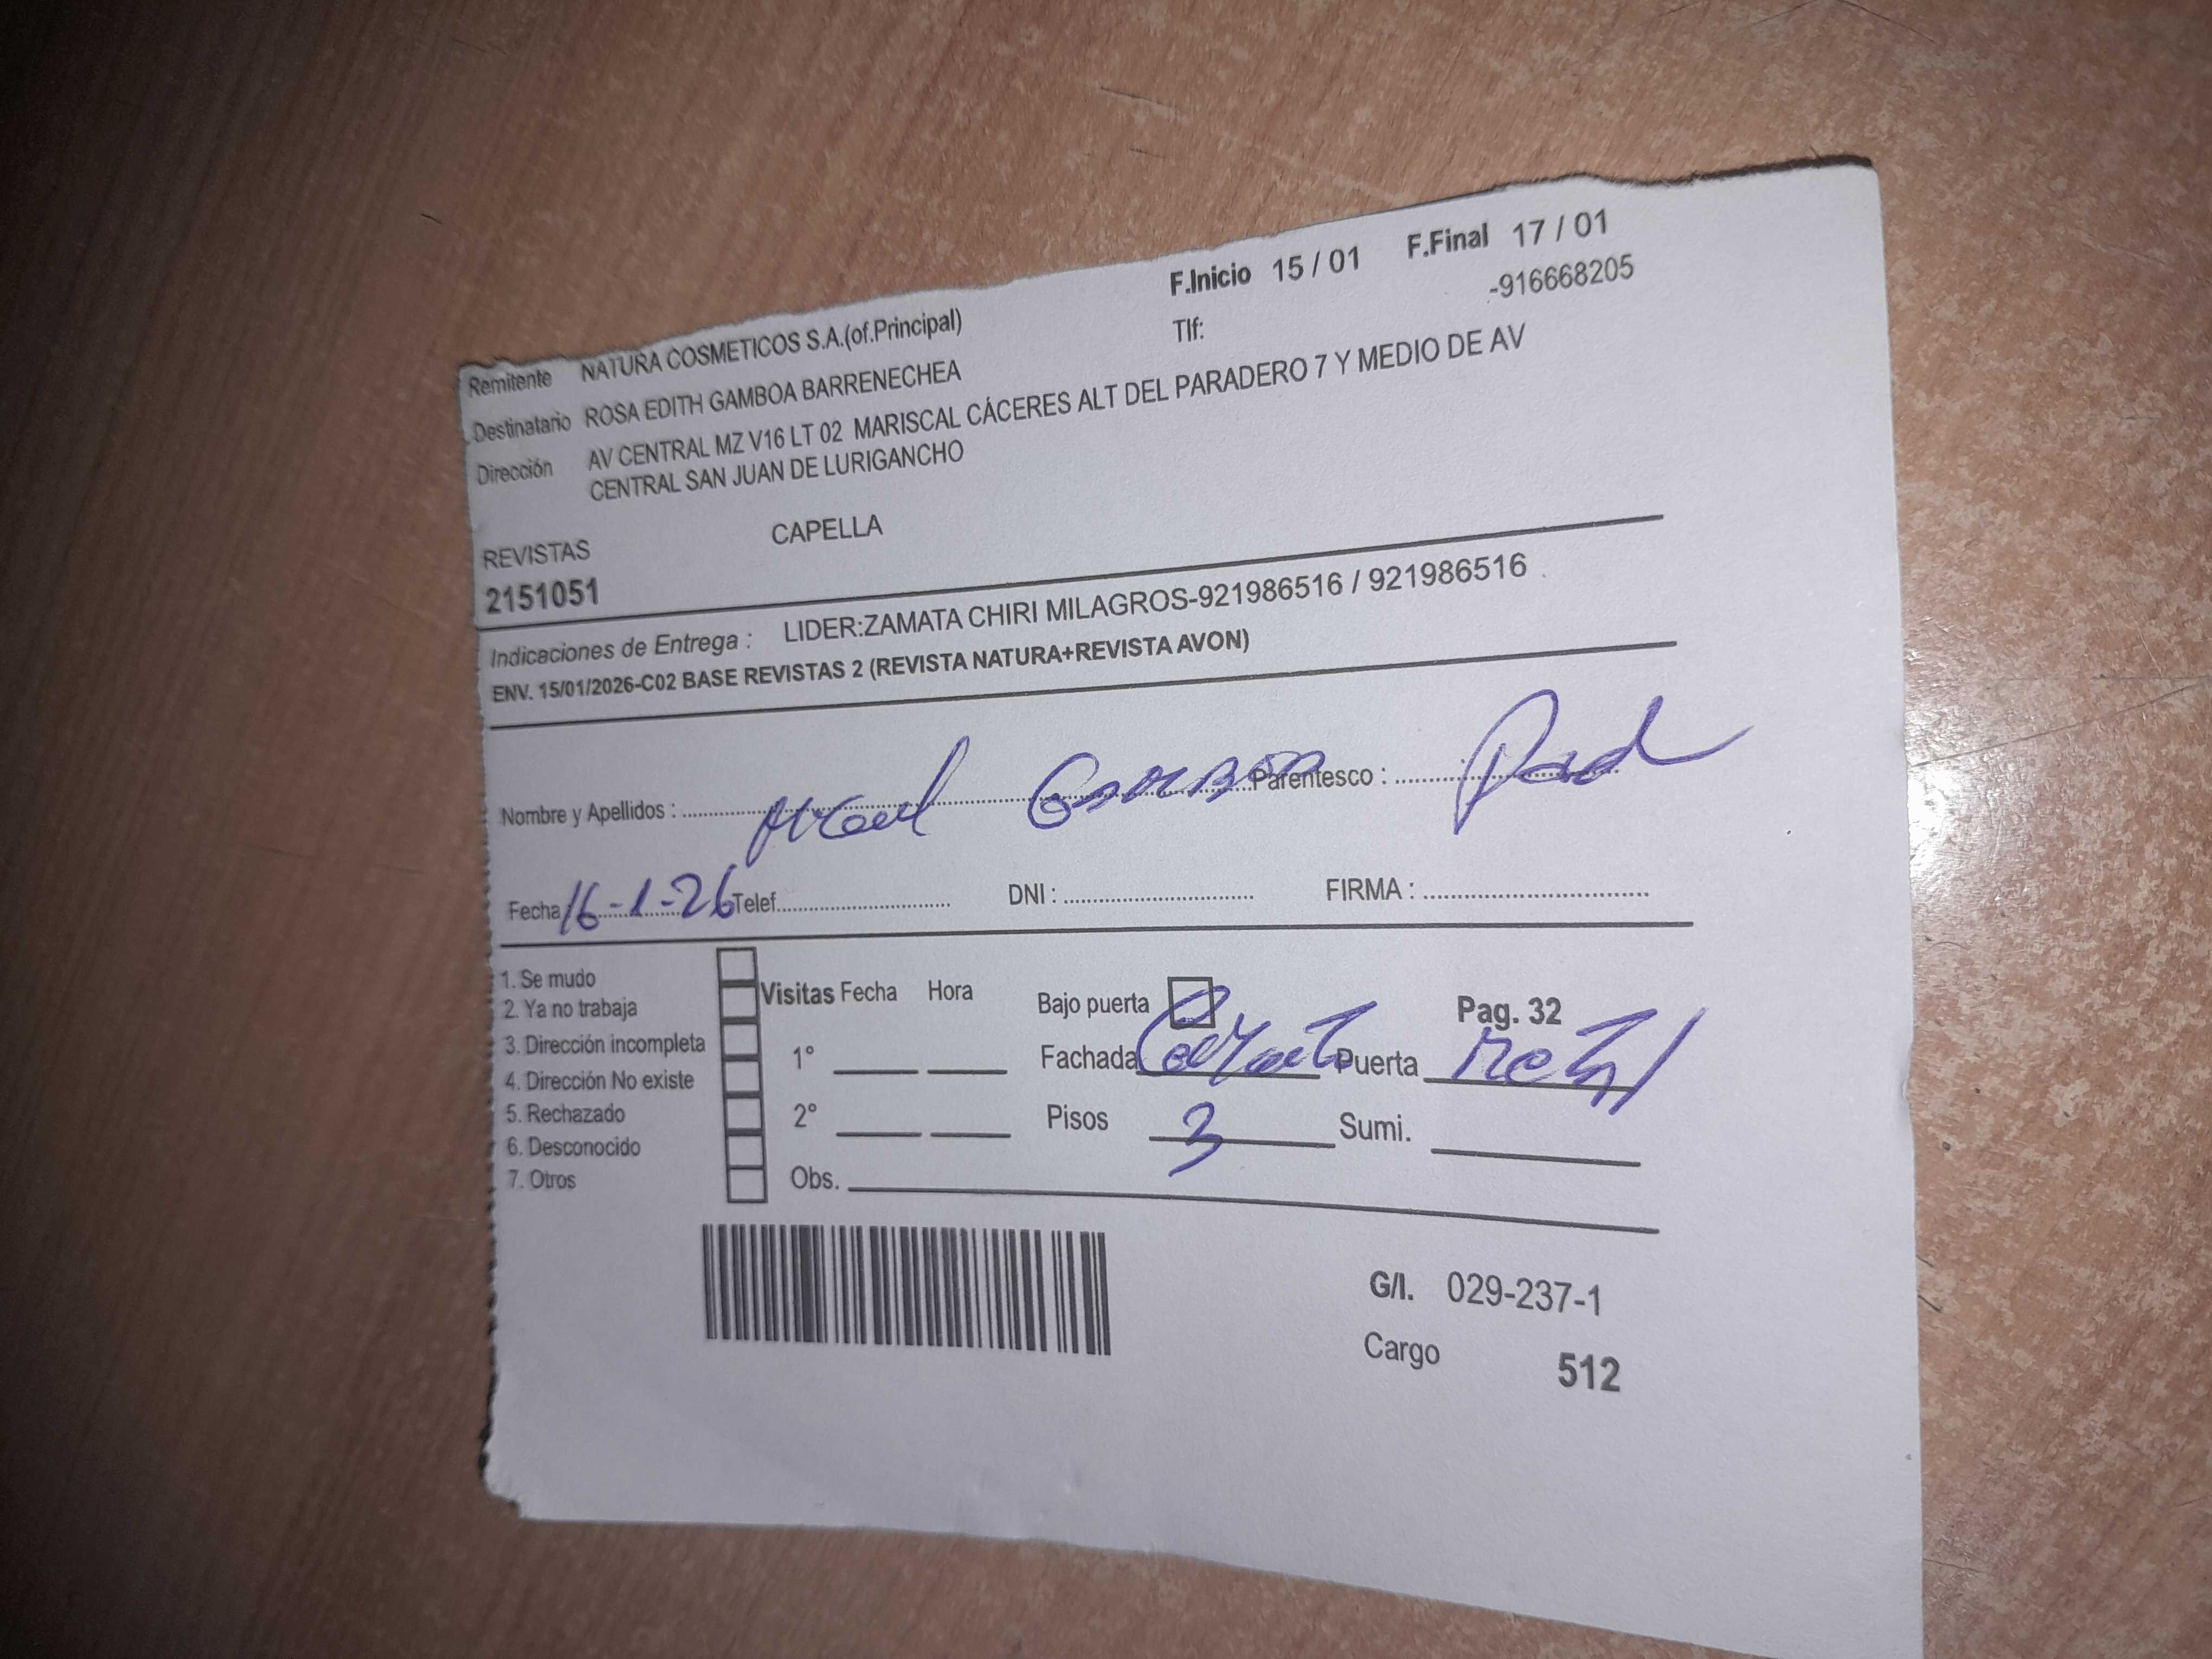 F.Inicio 15 / 01 F.Final 17 / 01
Remitente NATURA COSMETICOS S.A.(of.Principal) Tlf: -916668205
Destinatario ROSA EDITH GAMBOA BARRENECHEA
Dirección AV CENTRAL MZ V16 LT 02 MARISCAL CÁCERES ALT DEL PARADERO 7 Y MEDIO DE AV
CENTRAL SAN JUAN DE LURIGANCHO
REVISTAS CAPELLA
2151051
Indicaciones de Entrega : LIDER:ZAMATA CHIRI MILAGROS-921986516 / 921986516
ENV. 15/01/2026-C02 BASE REVISTAS 2 (REVISTA NATURA+REVISTA AVON)
Nombre y Apellidos : Parentesco : Pad
Fecha 16-1-26 Telef. DNI : FIRMA :
1. Se mudo
2. Ya no trabaja
3. Dirección incompleta
4. Dirección No existe
5. Rechazado
6. Desconocido
7. Otros
Visitas Fecha Hora
1°
2°
Obs.
Bajo puerta Pag. 32
Fachada Puerta
Pisos 3 Sumi.
G/I. 029-237-1
Cargo 512